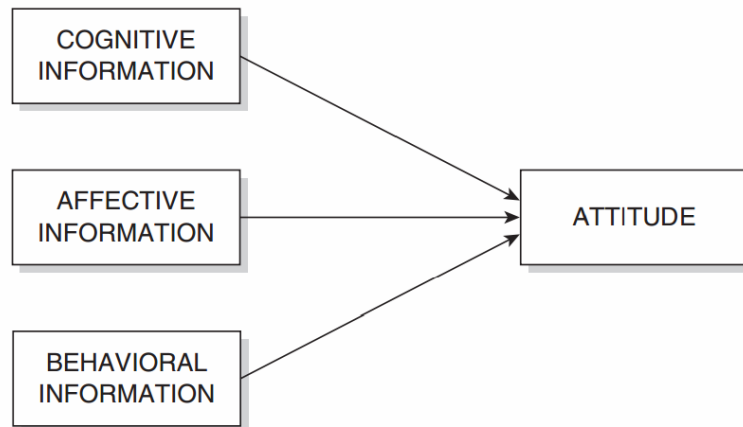 COGNITIVE
INFORMATION
AFFECTIVE
INFORMATION
ATTITUDE
BEHAVIORAL
INFORMATION